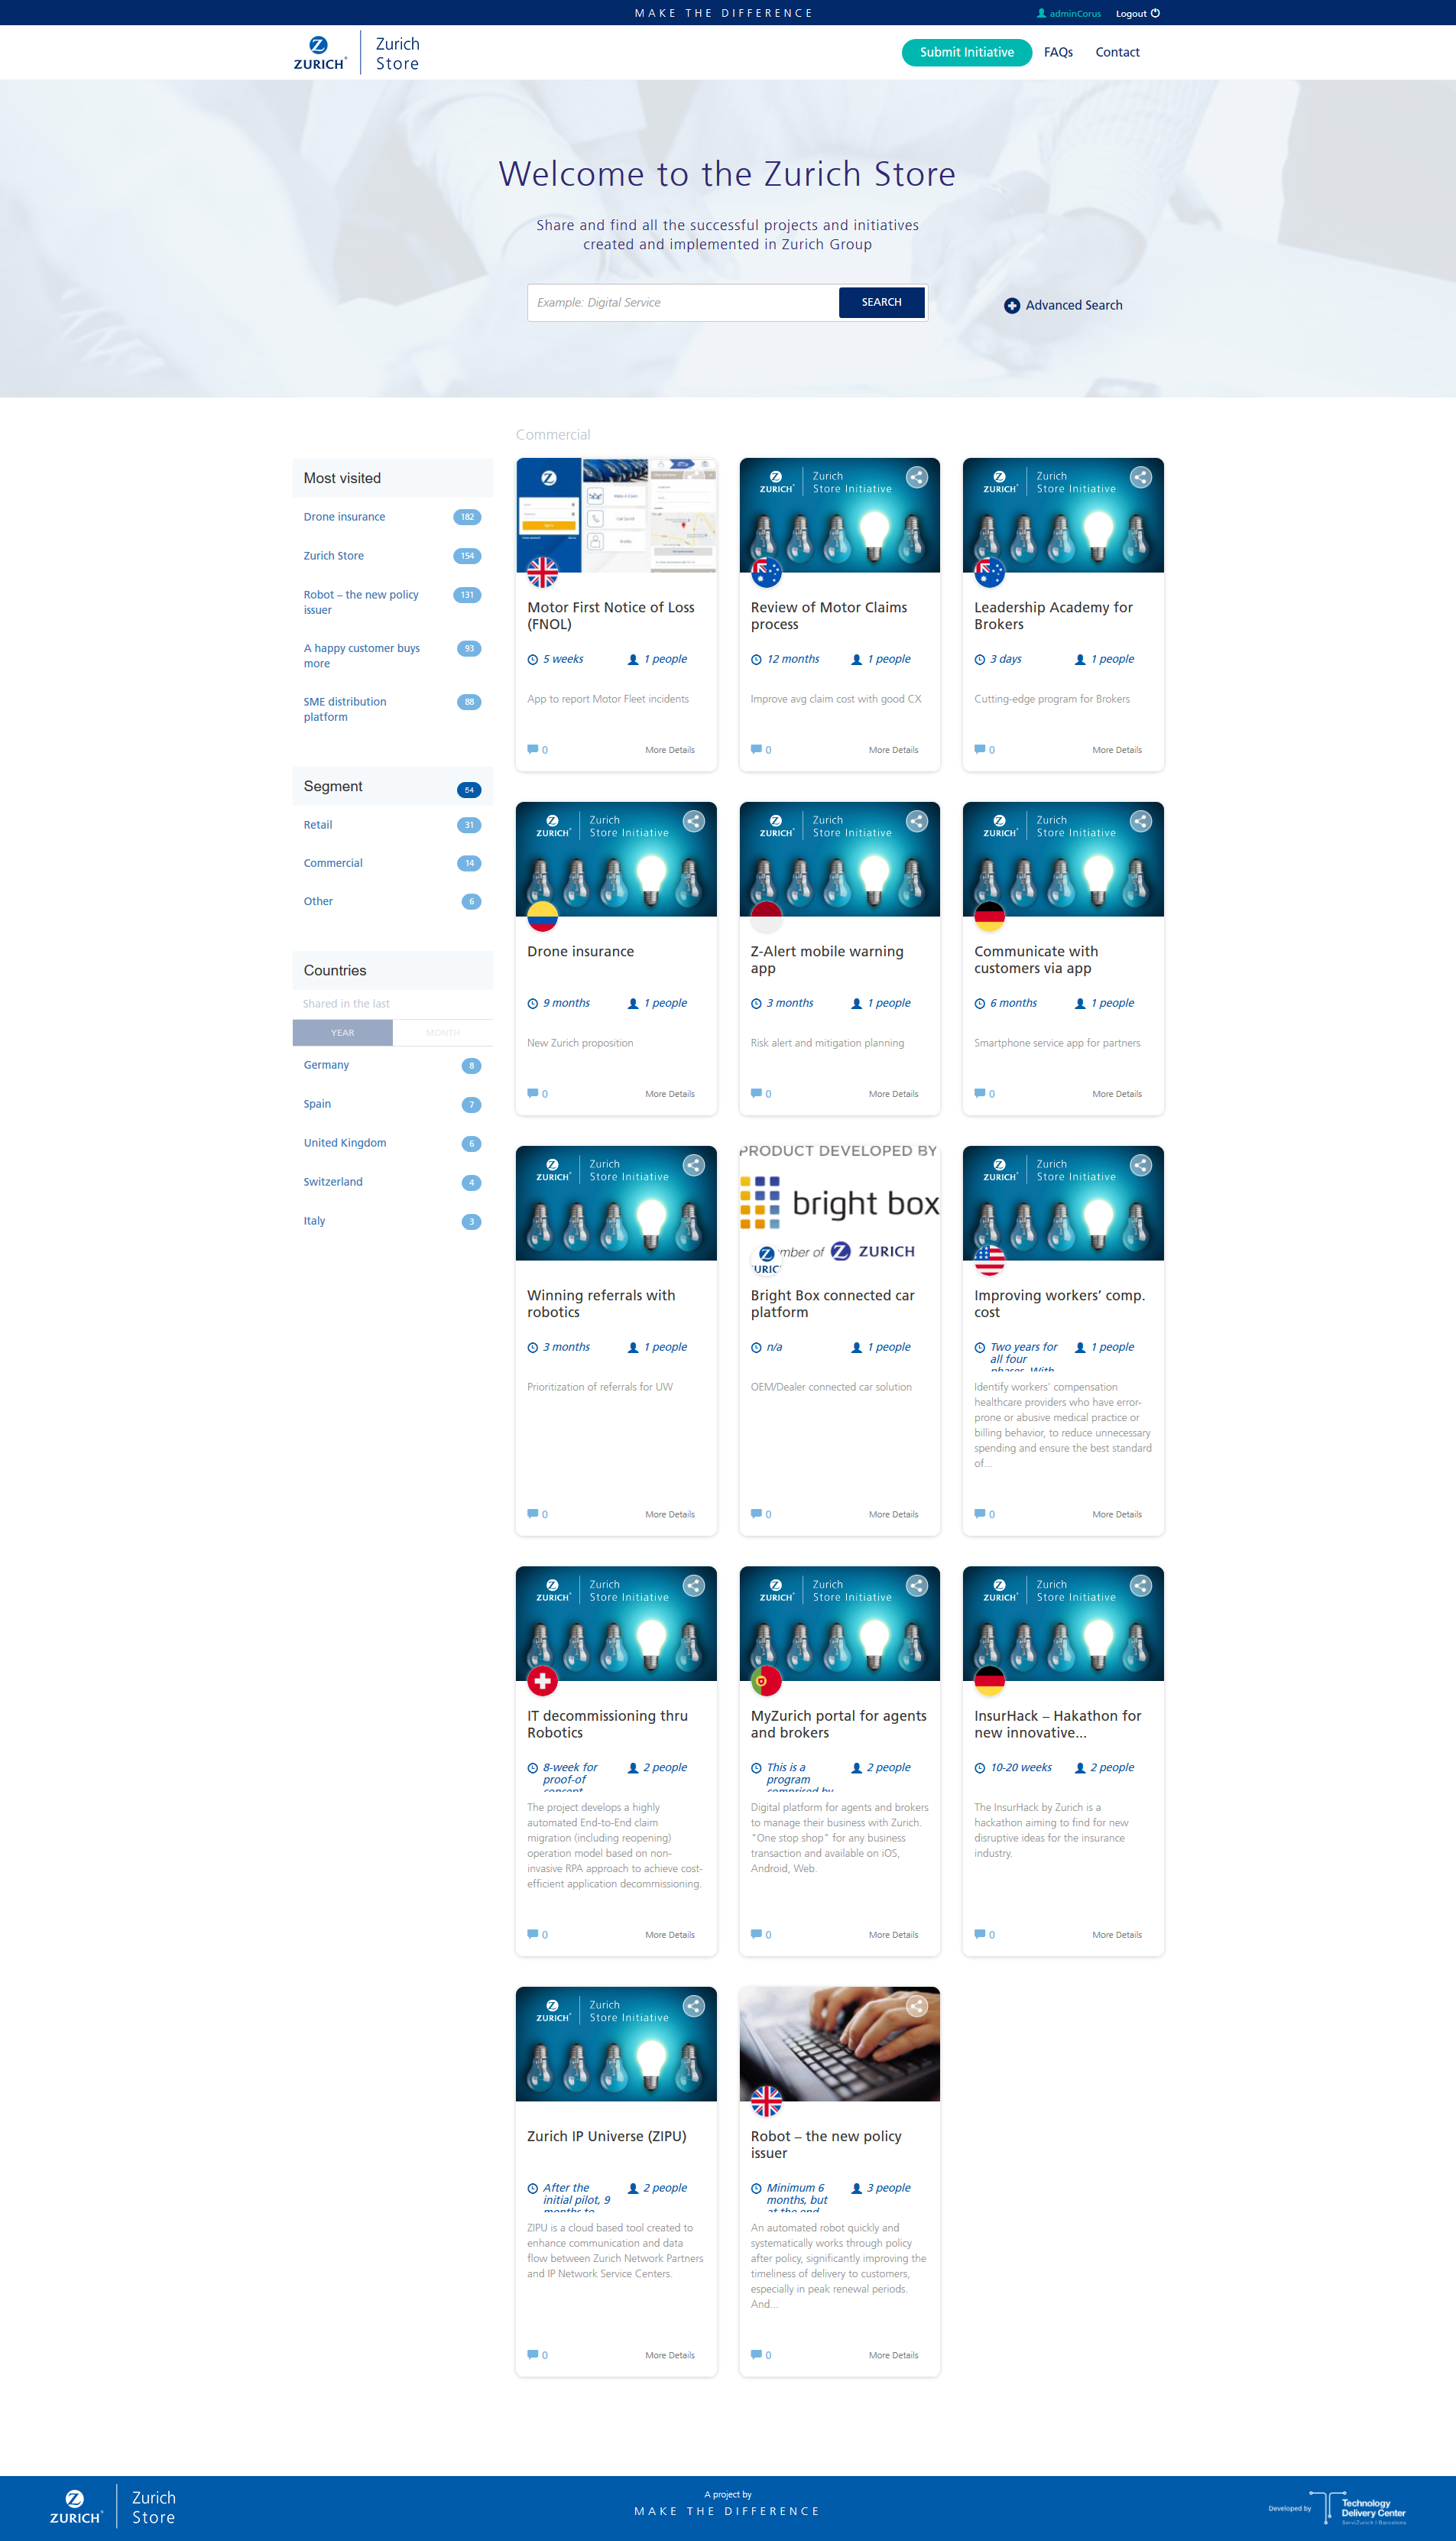 MAKE THE DIFFERENCE
adminCorus Logout
ZURICH
Zurich
Store
Submit Initiative
FAQs
Contact
Welcome to the Zurich Store
Share and find all the successful projects and initiatives
created and implemented in Zurich Group
Example: Digital Service
SEARCH
Advanced Search
Most visited
Drone insurance 182
Zurich Store 154
Robot – the new policy 131
issuer
A happy customer buys 93
more
SME distribution 88
platform
Segment 54
Retail 31
Commercial 14
Other 6
Countries
Shared in the last
YEAR MONTH
Germany 8
Spain 7
United Kingdom 6
Switzerland 4
Italy 3
Commercial
Motor First Notice of Loss
(FNOL)
5 weeks 1 people
App to report Motor Fleet incidents
0 More Details
ZURICH
Zurich
Store Initiative
Review of Motor Claims
process
12 months 1 people
Improve avg claim cost with good CX
0 More Details
ZURICH
Zurich
Store Initiative
Leadership Academy for
Brokers
3 days 1 people
Cutting-edge program for Brokers
0 More Details
ZURICH
Zurich
Store Initiative
Drone insurance
9 months 1 people
New Zurich proposition
0 More Details
ZURICH
Zurich
Store Initiative
Z-Alert mobile warning
app
3 months 1 people
Risk alert and mitigation planning
0 More Details
ZURICH
Zurich
Store Initiative
Communicate with
customers via app
6 months 1 people
Smartphone service app for partners
0 More Details
ZURICH
Zurich
Store Initiative
Winning referrals with
robotics
3 months 1 people
Prioritization of referrals for UW
0 More Details
PRODUCT DEVELOPED BY
bright box
mber of ZURICH
Bright Box connected car
platform
n/a 1 people
OEM/Dealer connected car solution
0 More Details
ZURICH
Zurich
Store Initiative
Improving workers’ comp.
cost
Two years for 1 people
all four
phases. With
Identify workers' compensation
healthcare providers who have error-
prone or abusive medical practice or
billing behavior, to reduce unnecessary
spending and ensure the best standard
of...
0 More Details
ZURICH
Zurich
Store Initiative
IT decommissioning thru
Robotics
8-week for 2 people
proof-of
concept
The project develops a highly
automated End-to-End claim
migration (including reopening)
operation model based on non-
invasive RPA approach to achieve cost-
efficient application decommissioning.
0 More Details
ZURICH
Zurich
Store Initiative
MyZurich portal for agents
and brokers
This is a 2 people
program
comprised by
Digital platform for agents and brokers
to manage their business with Zurich.
"One stop shop" for any business
transaction and available on iOS,
Android, Web.
0 More Details
ZURICH
Zurich
Store Initiative
InsurHack – Hakathon for
new innovative...
10-20 weeks 2 people
The InsurHack by Zurich is a
hackathon aiming to find for new
disruptive ideas for the insurance
industry.
0 More Details
ZURICH
Zurich
Store Initiative
Zurich IP Universe (ZIPU)
After the 2 people
initial pilot, 9
months to
ZIPU is a cloud based tool created to
enhance communication and data
flow between Zurich Network Partners
and IP Network Service Centers.
0 More Details
Robot – the new policy
issuer
Minimum 6 3 people
months, but
at the end
An automated robot quickly and
systematically works through policy
after policy, significantly improving the
timeliness of delivery to customers,
especially in peak renewal periods.
And...
0 More Details
ZURICH
Zurich
Store
A project by
MAKE THE DIFFERENCE
Developed by
Technology
Delivery Center
ServiZurich | Barcelona